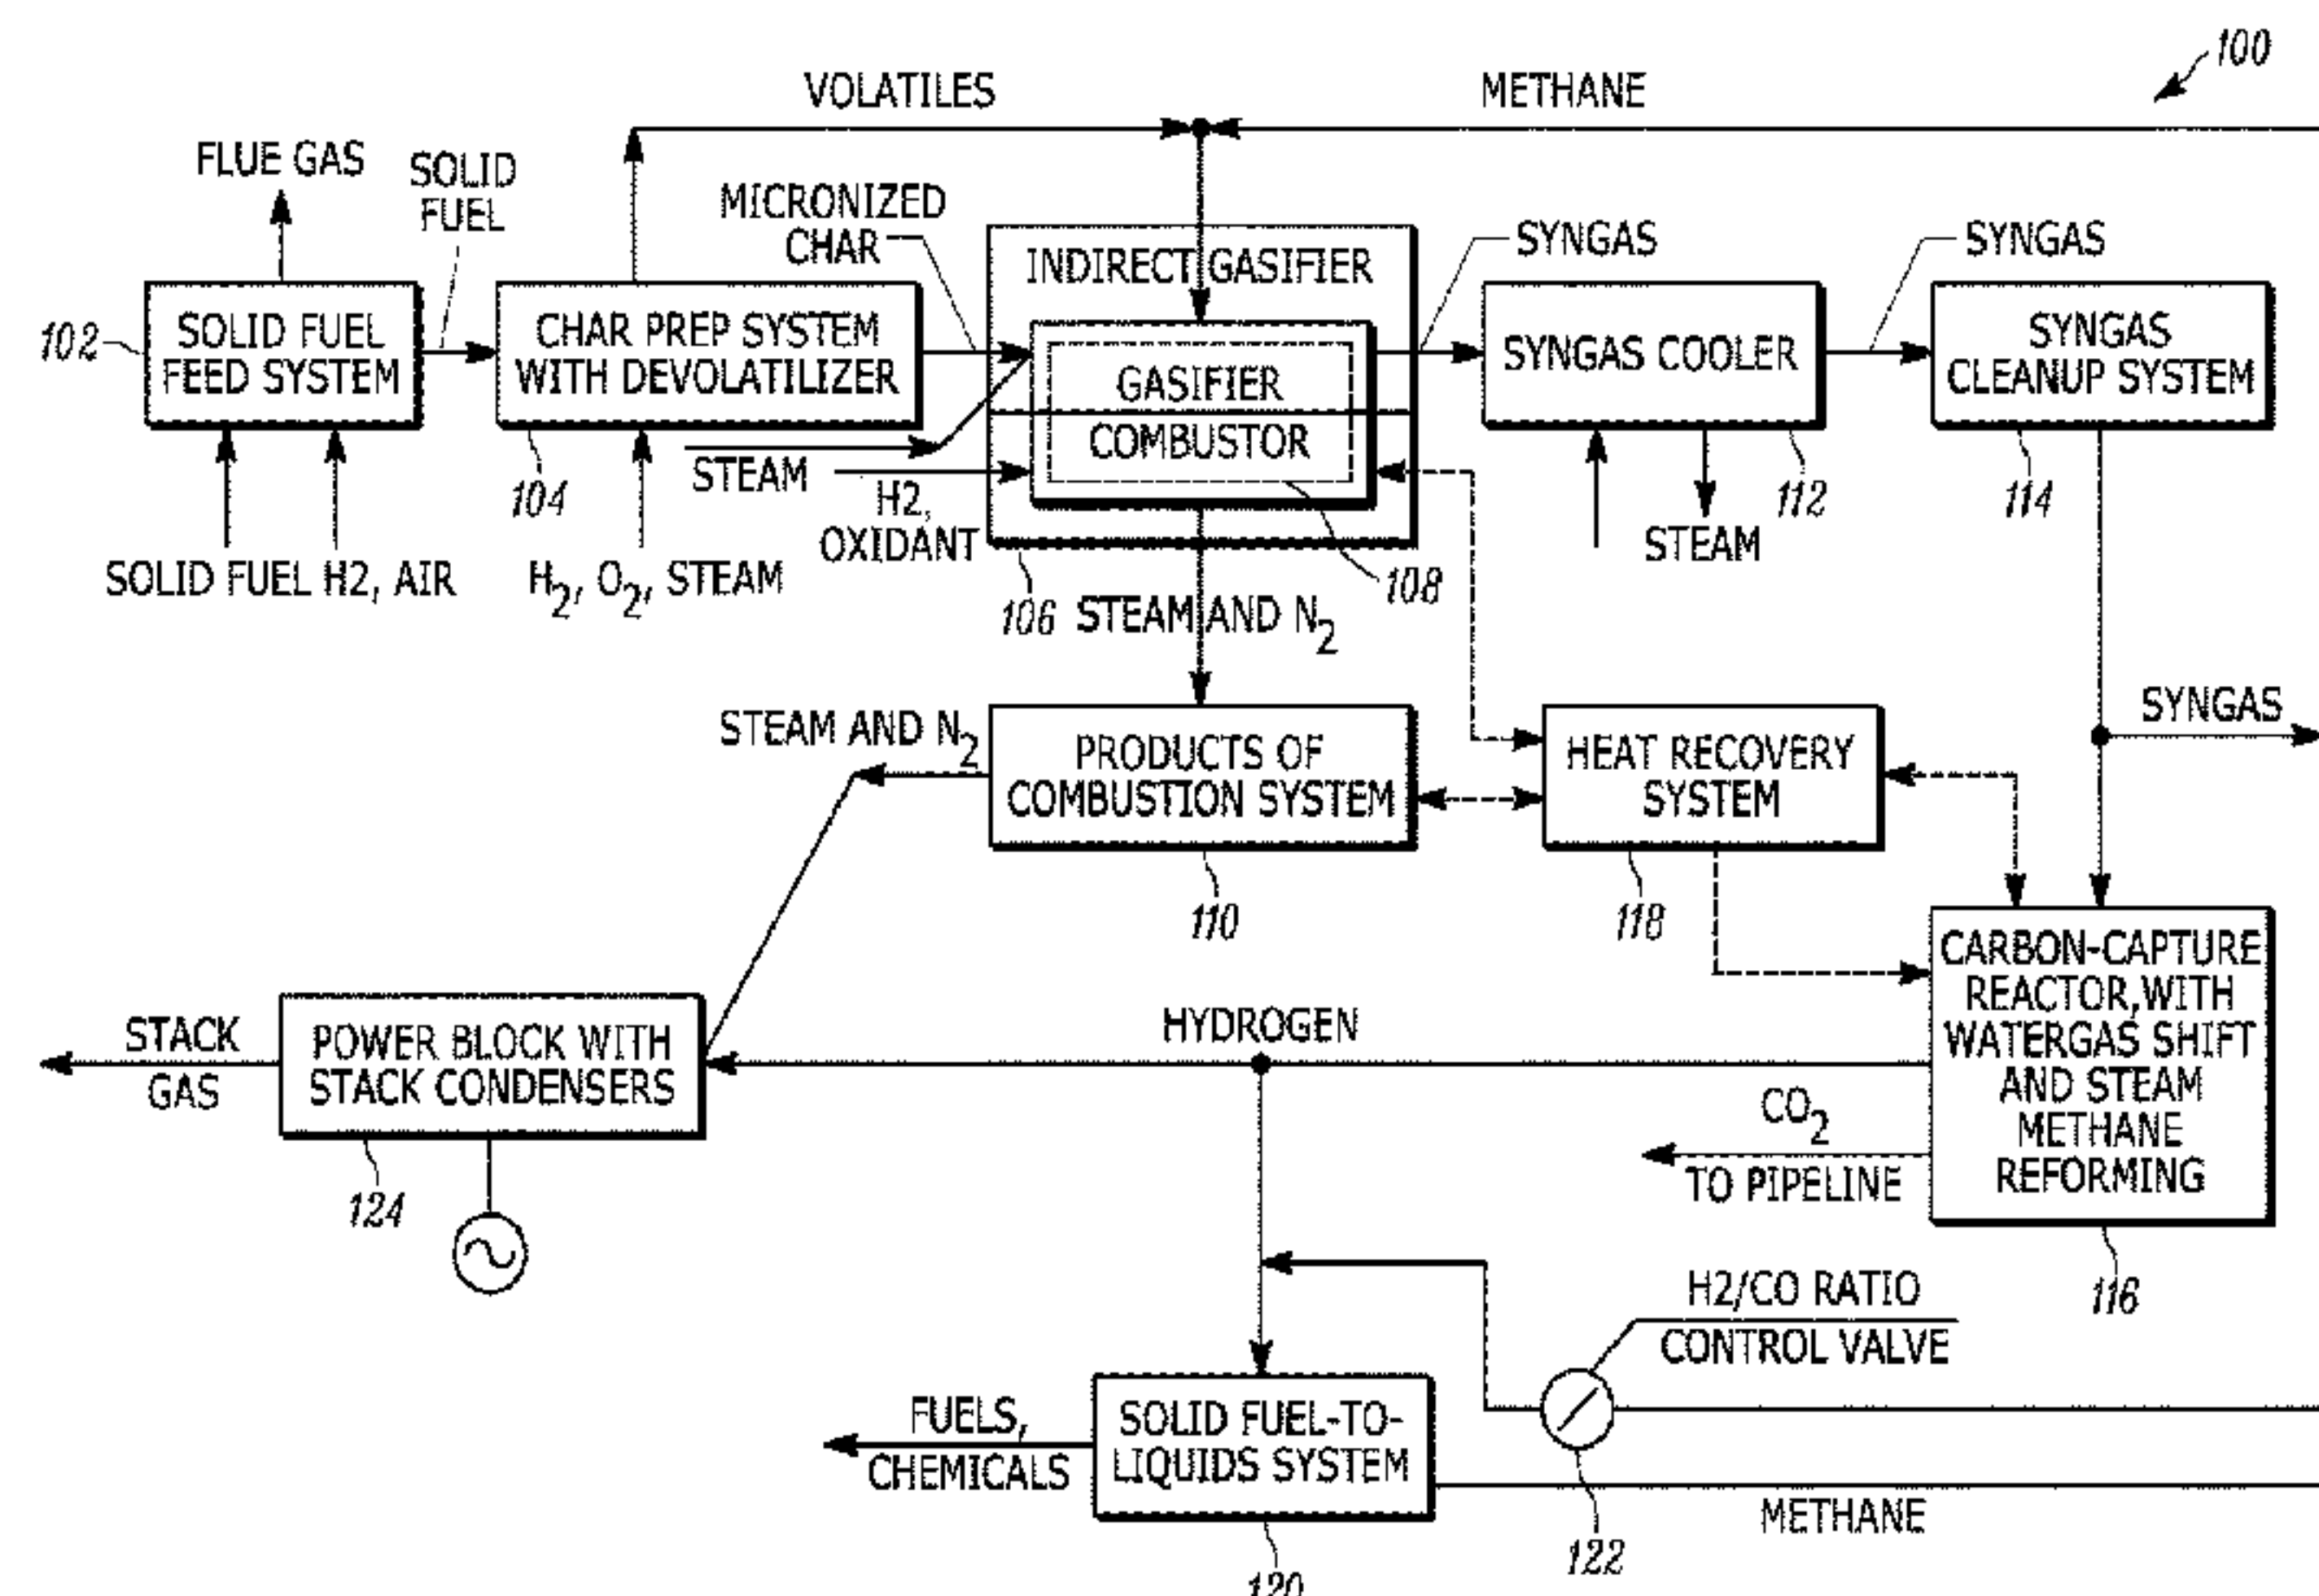 100
VOLATILES
METHANE
FLUE GAS
SOLID
FUEL
MICRONIZED
CHAR
INDIRECT GASIFIER
SYNGAS
SYNGAS
102
SOLID FUEL
FEED SYSTEM
CHAR PREP SYSTEM
WITH DEVOLATILIZER
GASIFIER
COMBUSTOR
SYNGAS COOLER
SYNGAS
CLEANUP SYSTEM
104
STEAM
H2,
OXIDANT
112
114
STEAM
SOLID FUEL H2, AIR
H2, O2, STEAM
106
108
STEAM AND N2
STEAM AND N2
PRODUCTS OF
COMBUSTION SYSTEM
HEAT RECOVERY
SYSTEM
SYNGAS
110
118
CARBON-CAPTURE
REACTOR, WITH
WATERGAS SHIFT
AND STEAM
METHANE
REFORMING
STACK
GAS
POWER BLOCK WITH
STACK CONDENSERS
HYDROGEN
CO2
TO PIPELINE
124
116
H2/CO RATIO
CONTROL VALVE
FUELS,
CHEMICALS
SOLID FUEL-TO-
LIQUIDS SYSTEM
METHANE
122
120